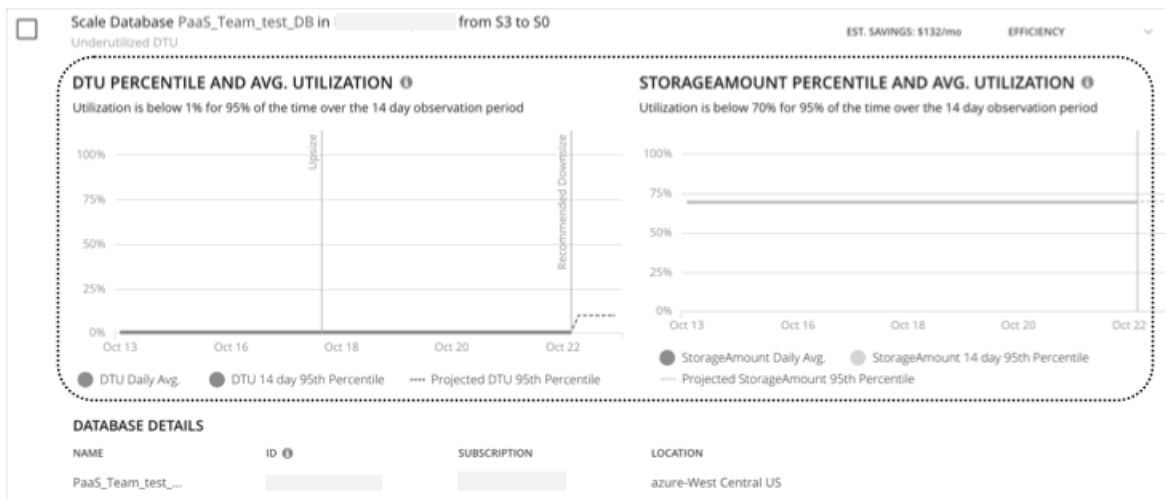 Scale Database PaaS_Team_test_DB in from S3 to S0
Underutilized DTU
EST. SAVINGS: $132/mo
EFFICIENCY
DTU PERCENTILE AND AVG. UTILIZATION
Utilization is below 1% for 95% of the time over the 14 day observation period
100%
75%
50%
25%
0%
Upsize
Recommended Downsize
Oct 13 Oct 16 Oct 18 Oct 20 Oct 22
DTU Daily Avg. DTU 14 day 95th Percentile Projected DTU 95th Percentile
STORAGEAMOUNT PERCENTILE AND AVG. UTILIZATION
Utilization is below 70% for 95% of the time over the 14 day observation period
100%
75%
50%
25%
0%
Oct 13 Oct 16 Oct 18 Oct 20 Oct 22
StorageAmount Daily Avg. StorageAmount 14 day 95th Percentile
Projected StorageAmount 95th Percentile
DATABASE DETAILS
NAME ID SUBSCRIPTION LOCATION
PaaS_Team_test_... azure-West Central US